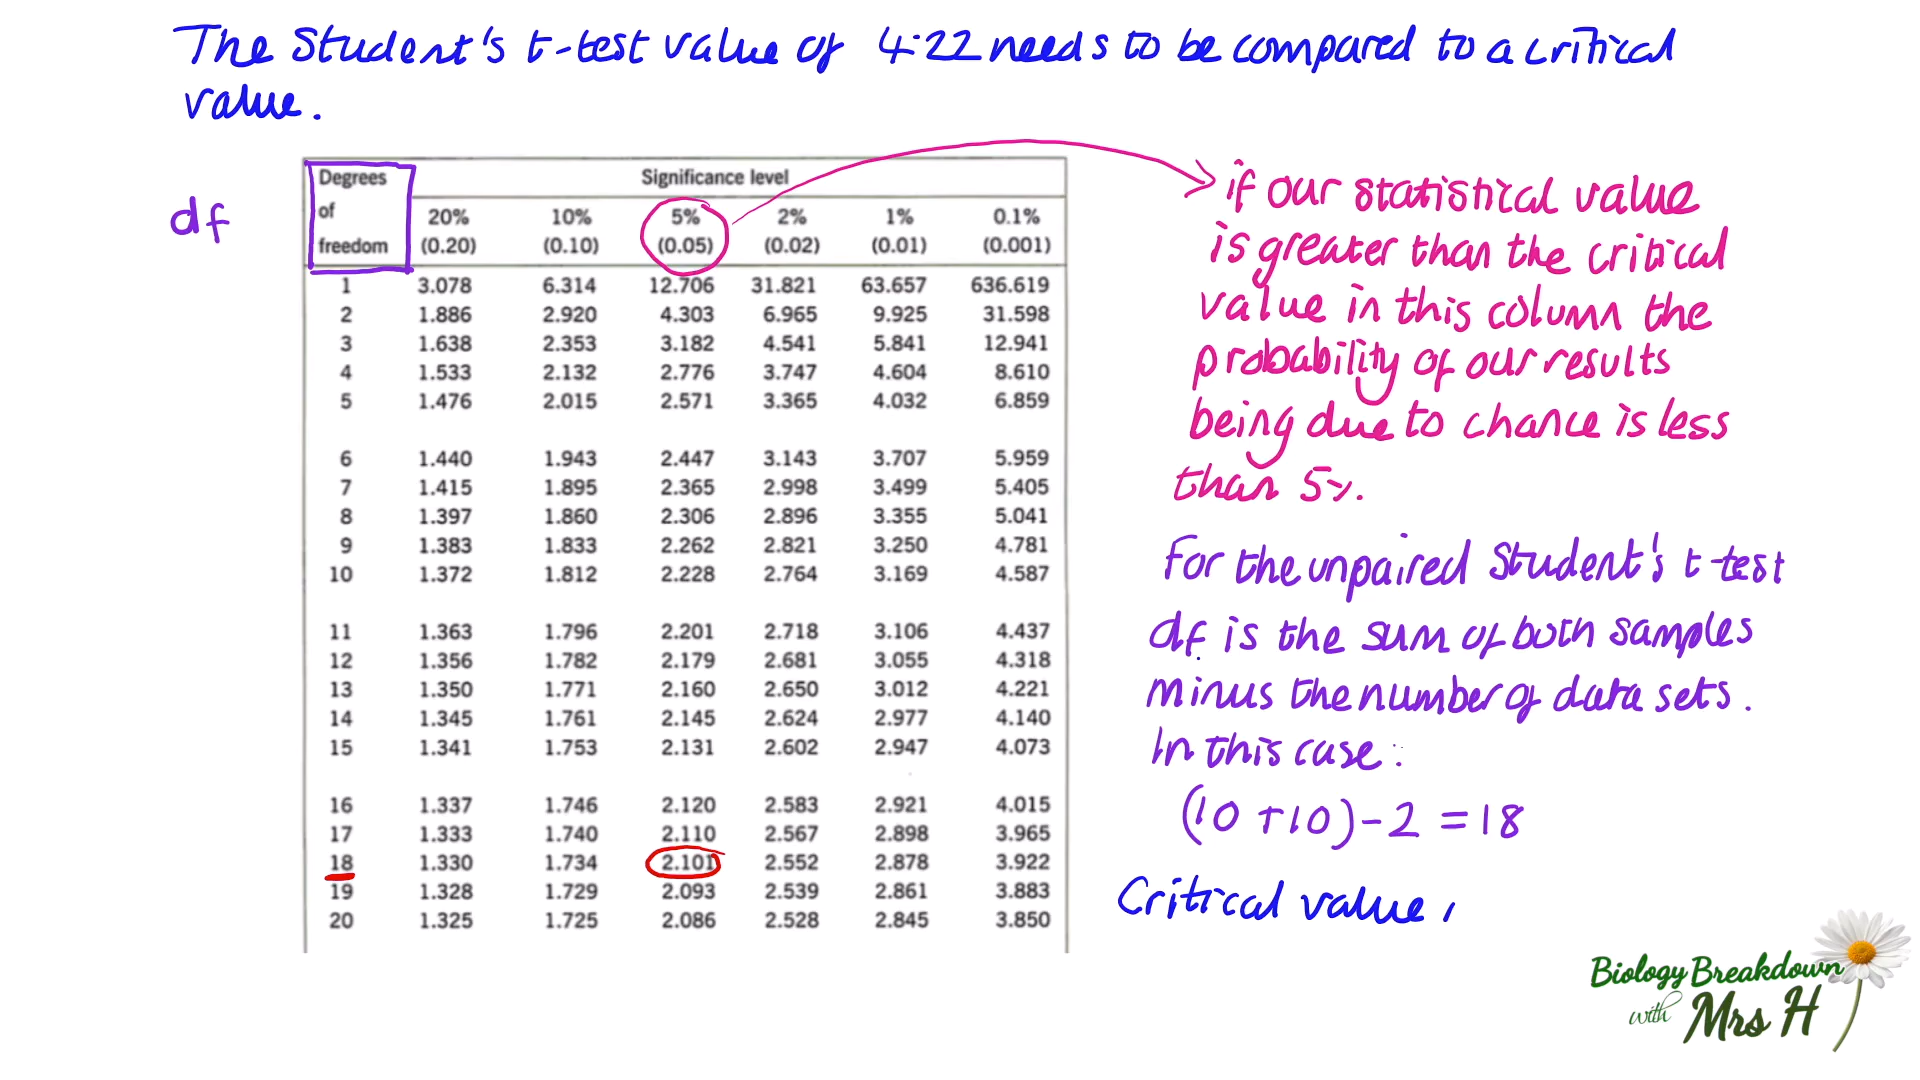 The Student's t-test value of 4.22 needs to be compared to a critical
value.
df
Degrees of freedom Significance level
20% 10% 5% 2% 1% 0.1%
(0.20) (0.10) (0.05) (0.02) (0.01) (0.001)
1 3.078 6.314 12.706 31.821 63.657 636.619
2 1.886 2.920 4.303 6.965 9.925 31.598
3 1.638 2.353 3.182 4.541 5.841 12.941
4 1.533 2.132 2.776 3.747 4.604 8.610
5 1.476 2.015 2.571 3.365 4.032 6.859
6 1.440 1.943 2.447 3.143 3.707 5.959
7 1.415 1.895 2.365 2.998 3.499 5.405
8 1.397 1.860 2.306 2.896 3.355 5.041
9 1.383 1.833 2.262 2.821 3.250 4.781
10 1.372 1.812 2.228 2.764 3.169 4.587
11 1.363 1.796 2.201 2.718 3.106 4.437
12 1.356 1.782 2.179 2.681 3.055 4.318
13 1.350 1.771 2.160 2.650 3.012 4.221
14 1.345 1.761 2.145 2.624 2.977 4.140
15 1.341 1.753 2.131 2.602 2.947 4.073
16 1.337 1.746 2.120 2.583 2.921 4.015
17 1.333 1.740 2.110 2.567 2.898 3.965
18 1.330 1.734 2.101 2.552 2.878 3.922
19 1.328 1.729 2.093 2.539 2.861 3.883
20 1.325 1.725 2.086 2.528 2.845 3.850
if our statistical value
is greater than the critical
value in this column the
probability of our results
being due to chance is less
than 5%.
For the unpaired Student's t-test
df is the sum of both samples
minus the number of data sets.
In this case:
(10 + 10) - 2 = 18
Critical value
Biology Breakdown
with Mrs H